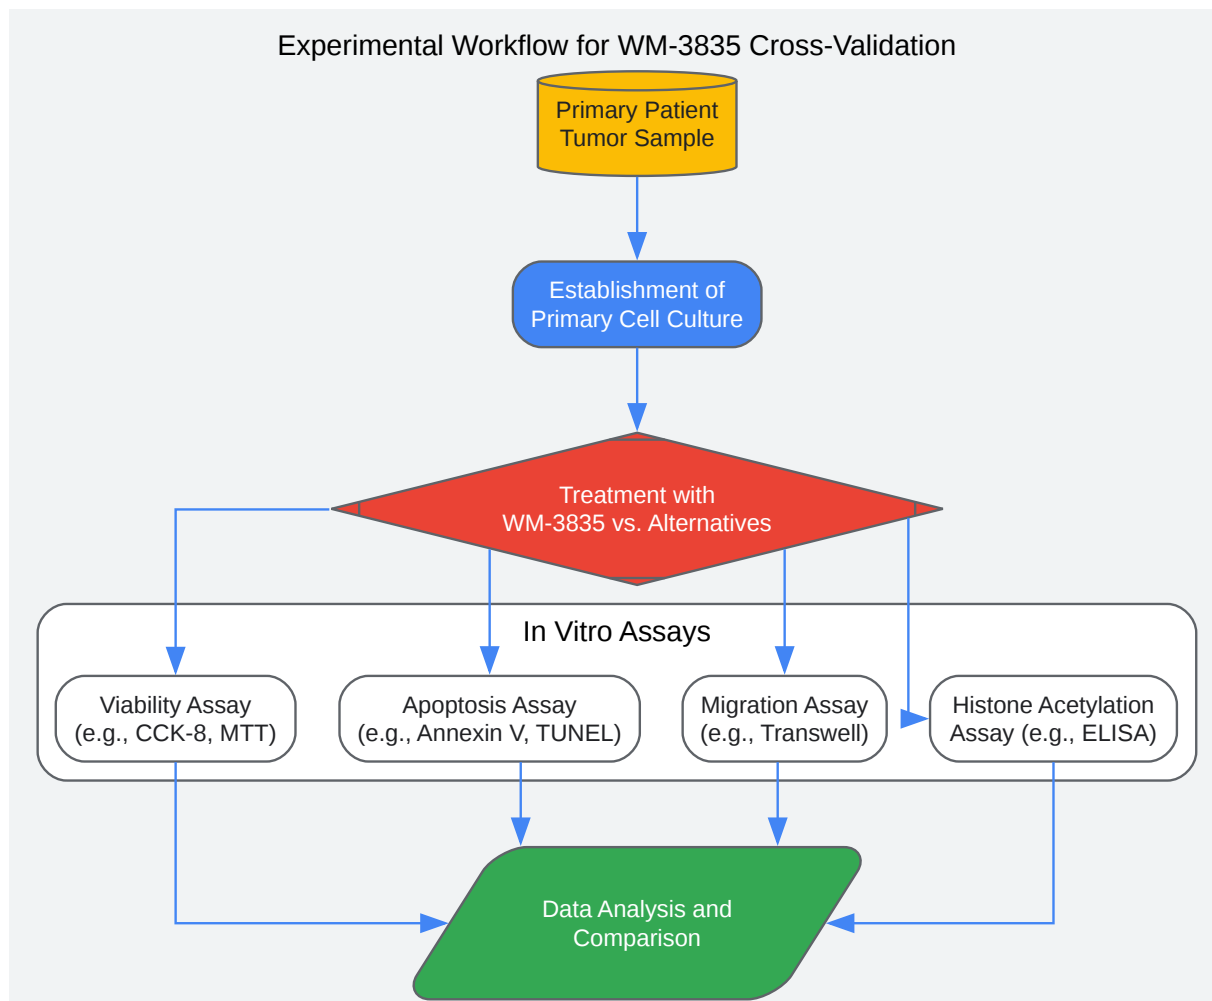 Experimental Workflow for WM-3835 Cross-Validation
Primary Patient
Tumor Sample
Establishment of
Primary Cell Culture
Treatment with
WM-3835 vs. Alternatives
In Vitro Assays
Viability Assay
(e.g., CCK-8, MTT)
Apoptosis Assay
(e.g., Annexin V, TUNEL)
Migration Assay
(e.g., Transwell)
Histone Acetylation
Assay (e.g., ELISA)
Data Analysis and
Comparison